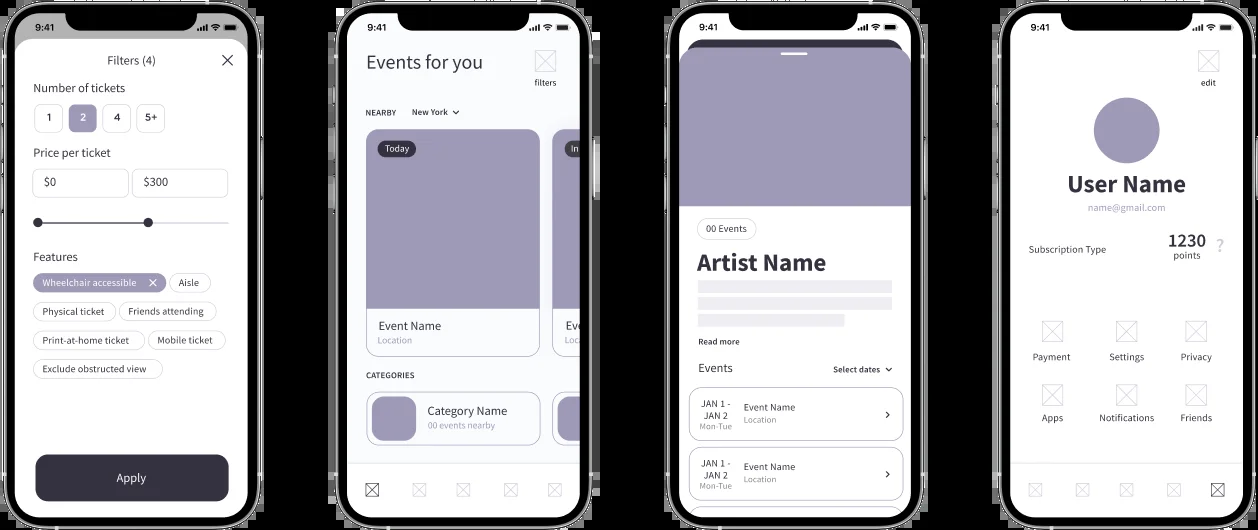 9:41
Filters (4)
Number of tickets
1 2 4 5+
Price per ticket
$0 $300
Features
Wheelchair accessible Aisle
Physical ticket Friends attending
Print-at-home ticket Mobile ticket
Exclude obstructed view
Apply
9:41
Events for you
filters
NEARBY New York
Today In
Event Name Eve
Location Loc
CATEGORIES
Category Name
00 events nearby
9:41
00 Events
Artist Name
Read more
Events Select dates
JAN 1 -
JAN 2
Mon-Tue
Event Name
Location
JAN 1 -
JAN 2
Mon-Tue
Event Name
Location
9:41
edit
User Name
name@gmail.com
Subscription Type
1230 ?
points
Payment Settings Privacy
Apps Notifications Friends